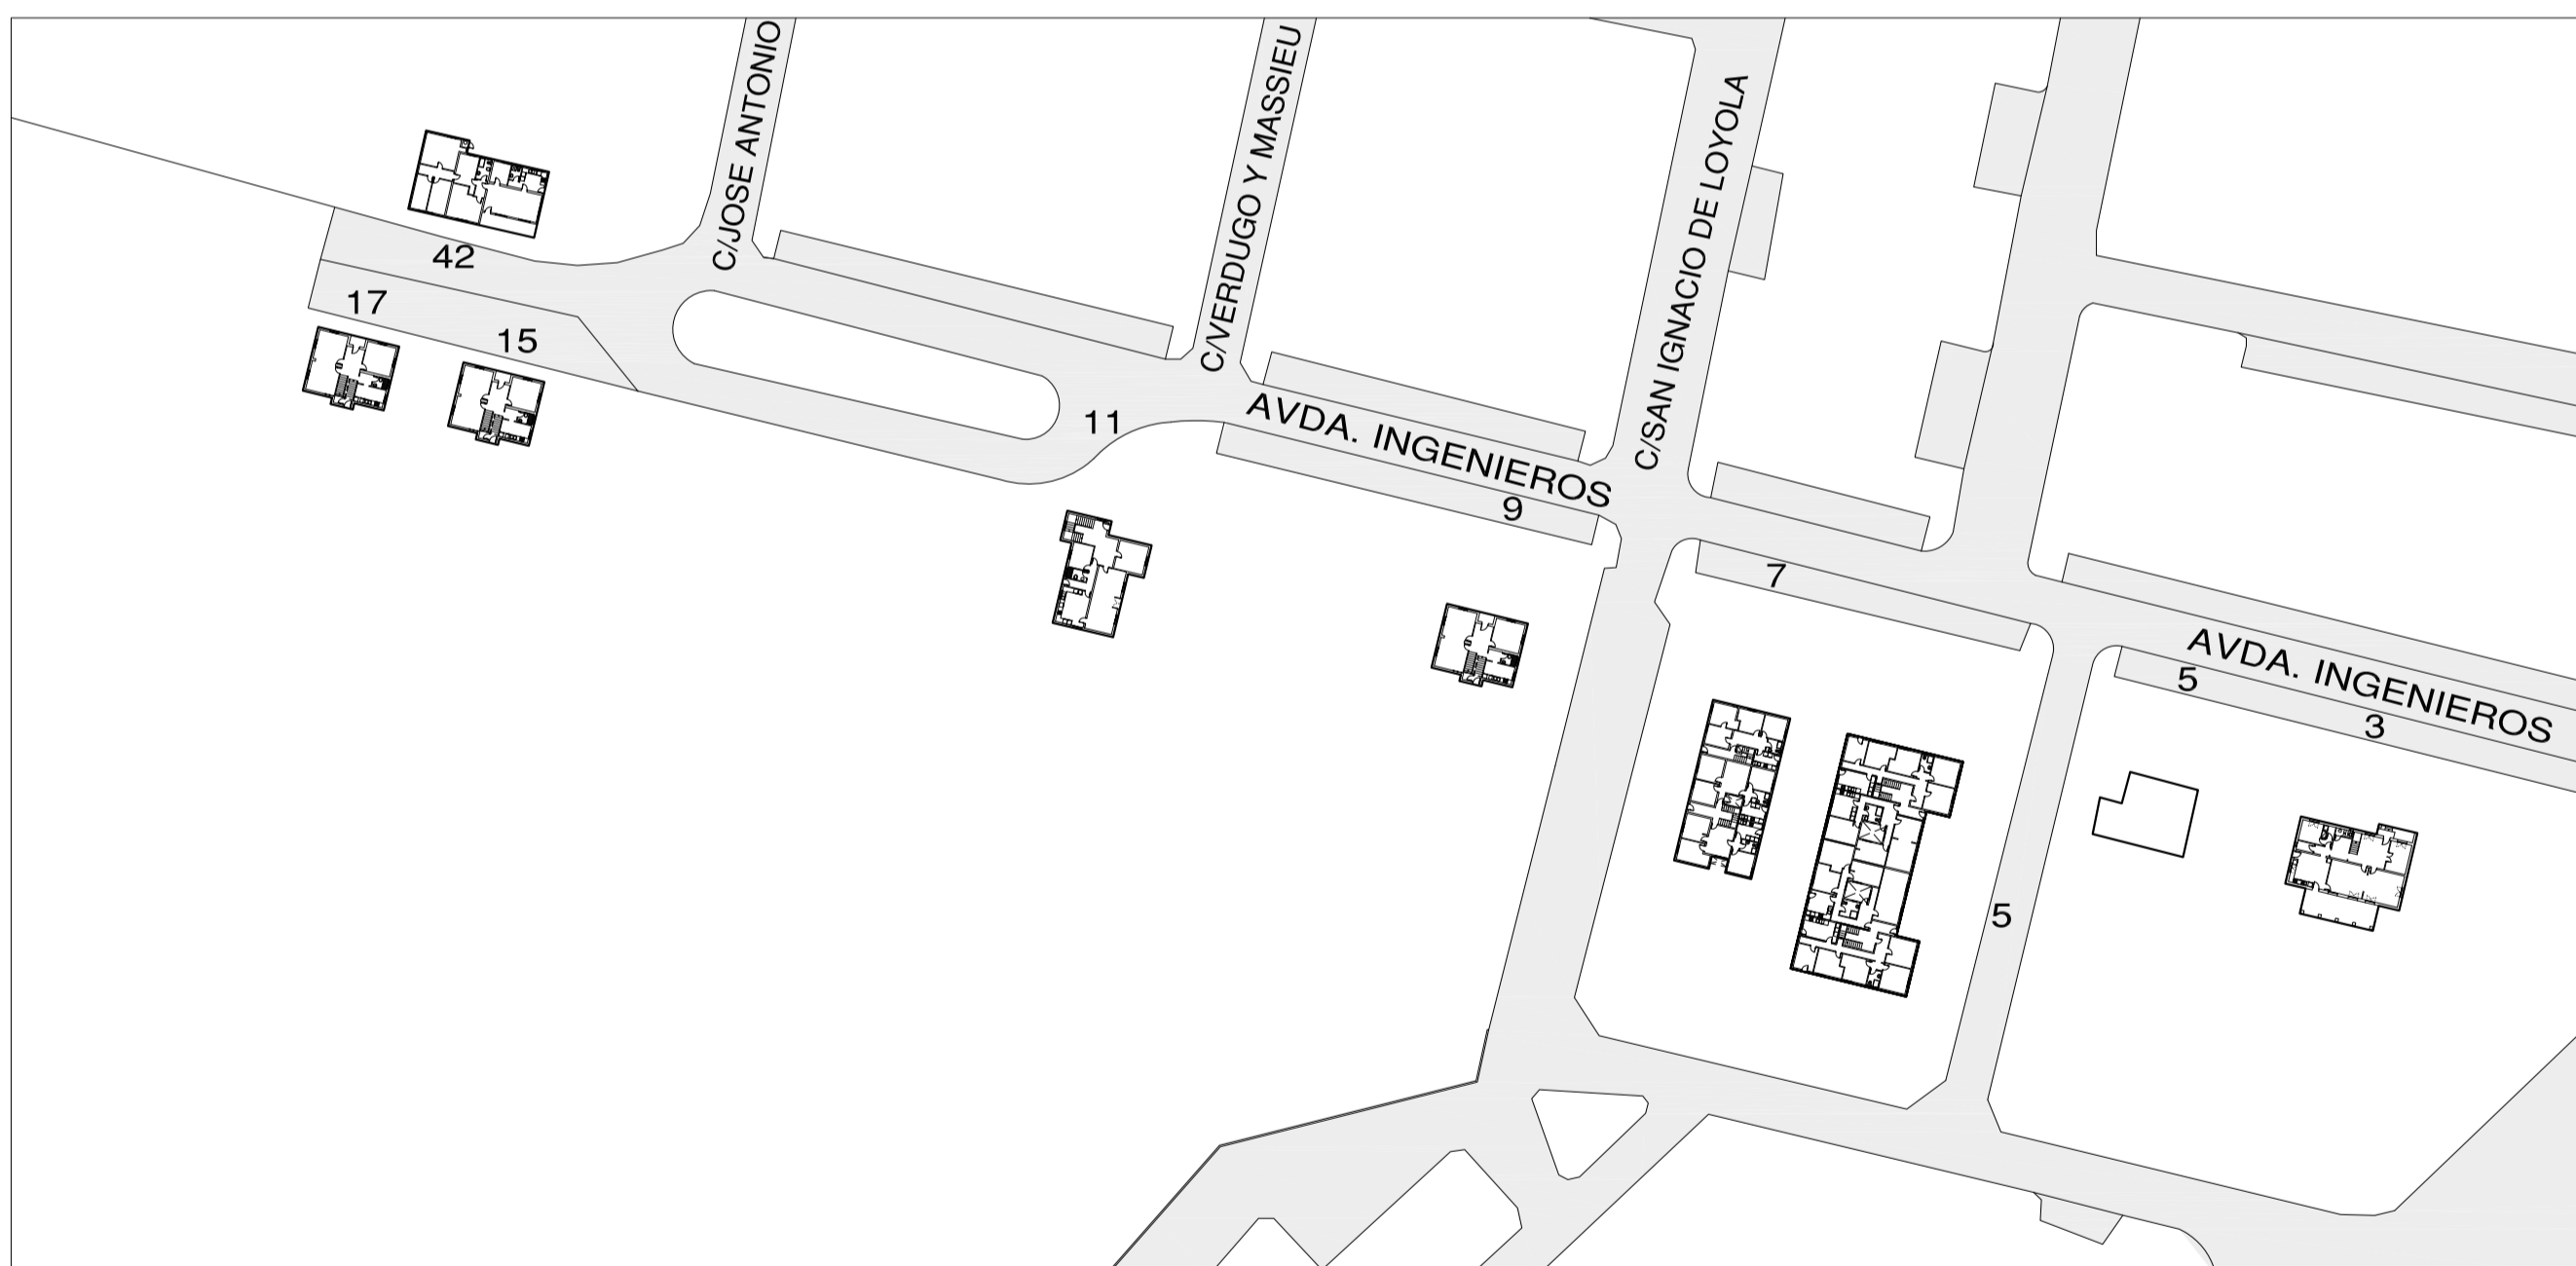 C/JOSE ANTONIO
C/VERDUGO Y MASSIEU
C/SAN IGNACIO DE LOYOLA
42
17
15
11
AVDA. INGENIEROS
9
7
AVDA. INGENIEROS
5
3
5